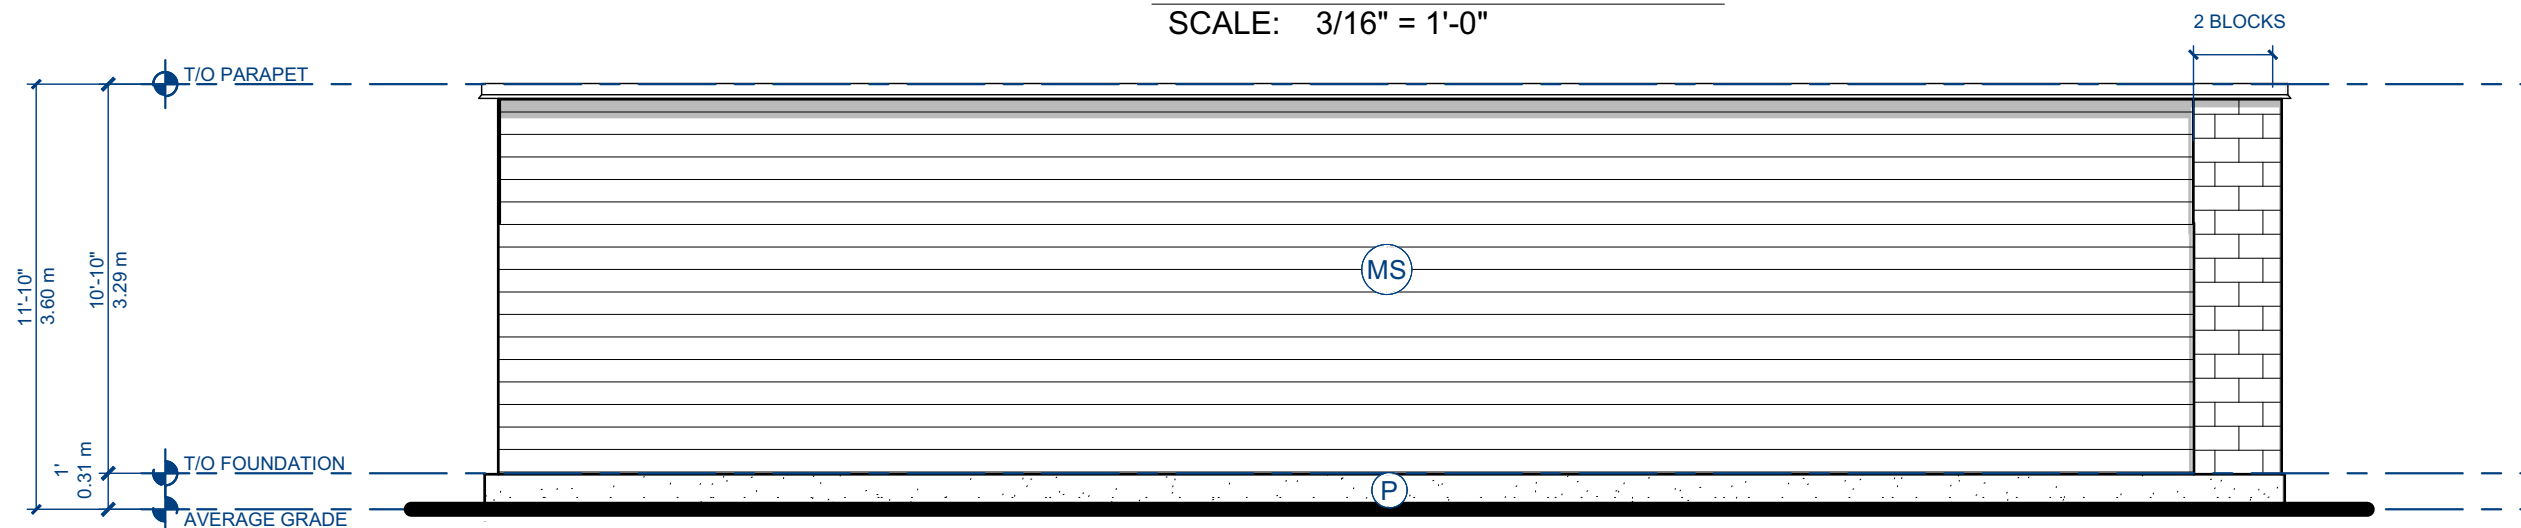 SCALE: 3/16" = 1'-0"
2 BLOCKS
T/O PARAPET
11'-10"
3.60 m
10'-10"
3.29 m
MS
1'
0.31 m
T/O FOUNDATION
P
AVERAGE GRADE